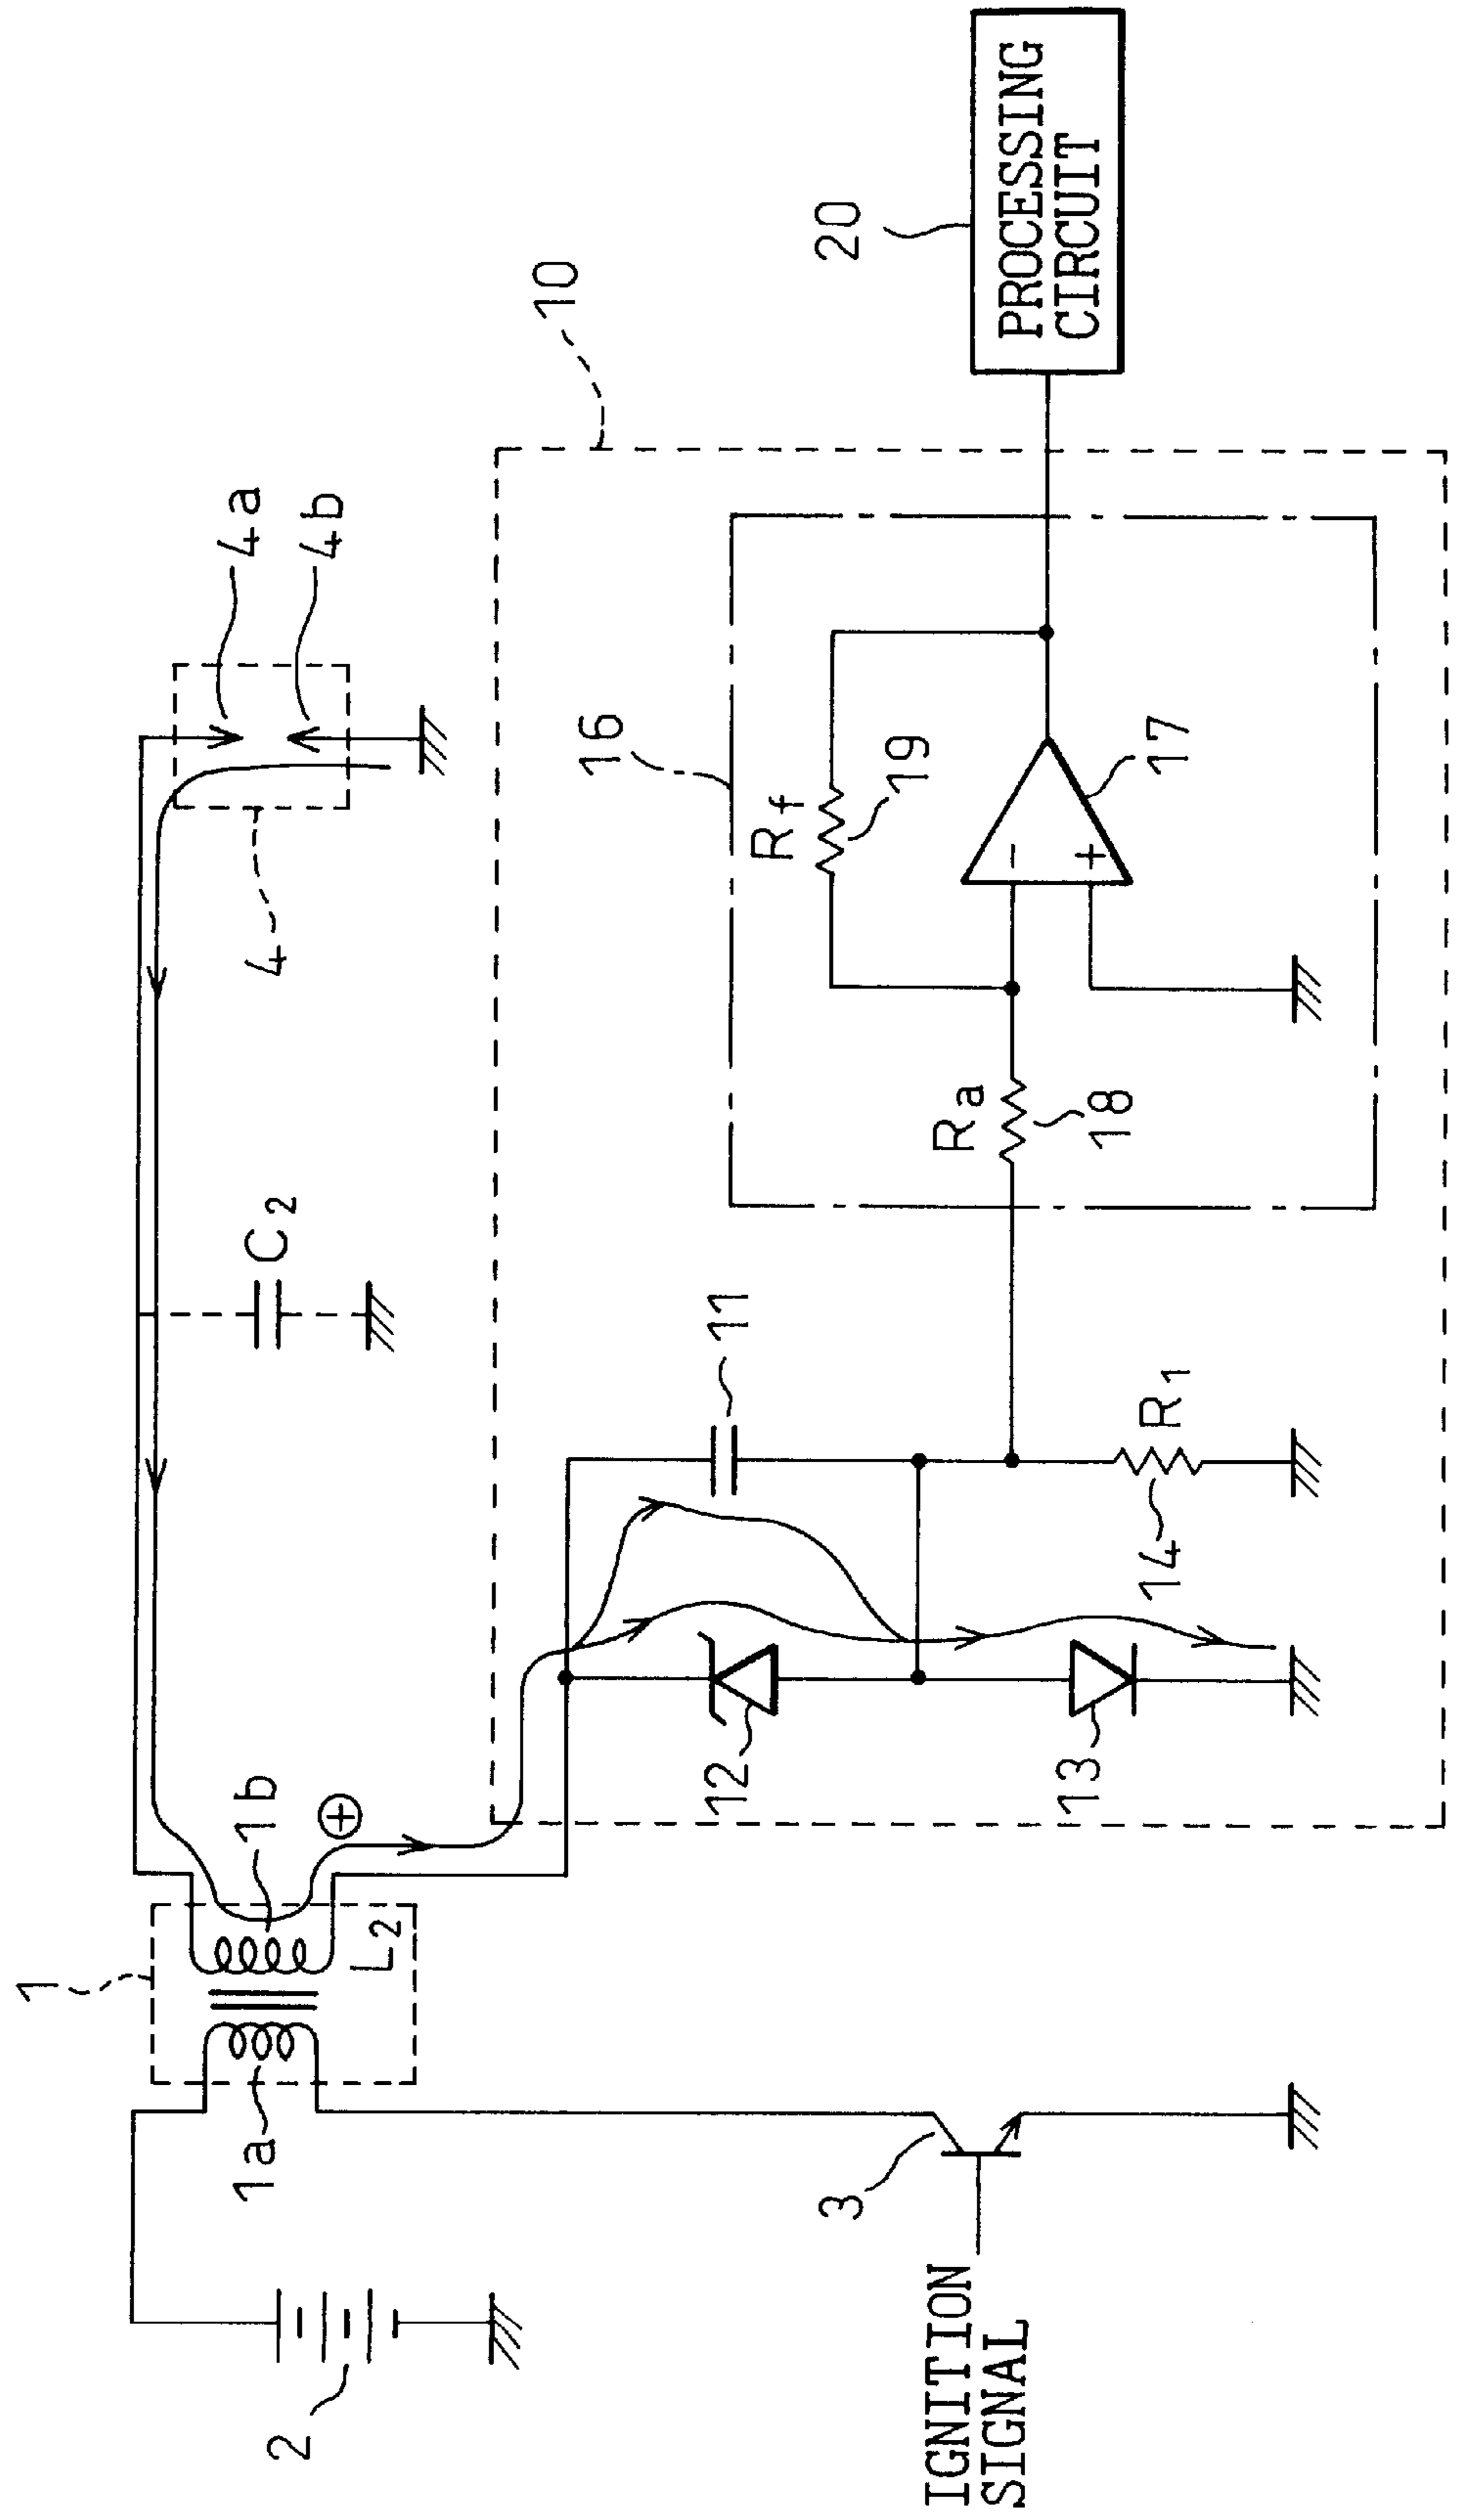 1
1a
1b
L2
2
3
IGNITION
SIGNAL
C2
4
4a
4b
10
11
12
13
14
R1
16
Ra
18
Rf
19
−
+
17
20
PROCESSING
CIRCUIT
+